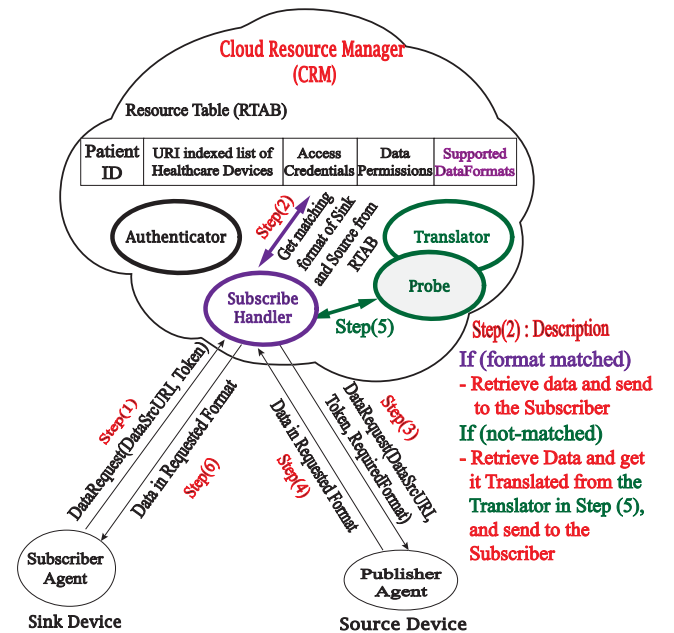 Cloud Resource Manager
(CRM)
Resource Table (RTAB)
Patient
ID
URI indexed list of
Healthcare Devices
Access
Credentials
Data
Permissions
Supported
DataFormats
Step(2)
Get matching
format of Sink
and Source from
RTAB
Authenticator
Translator
Probe
Subscribe
Handler
Step(5)
Step(2) : Description
If (format matched)
- Retrieve data and send
to the Subscriber
If (not-matched)
- Retrieve Data and get
it Translated from the
Translator in Step (5),
and send to the
Subscriber
Step(1)
DataRequest(DataSrcURI, Token)
Data in Requested Format
Step(6)
Step(3)
DataRequest(DataSrcURI,
Token, RequiredFormat)
Data in Requested Format
Step(4)
Subscriber
Agent
Sink Device
Publisher
Agent
Source Device